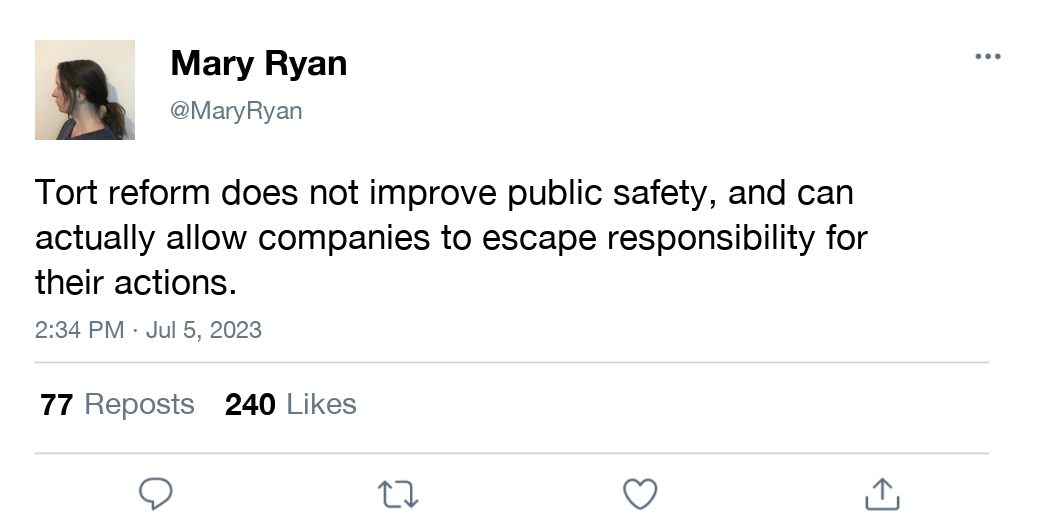 Mary Ryan
@MaryRyan
Tort reform does not improve public safety, and can
actually allow companies to escape responsibility for
their actions.
2:34 PM · Jul 5, 2023
77 Reposts 240 Likes